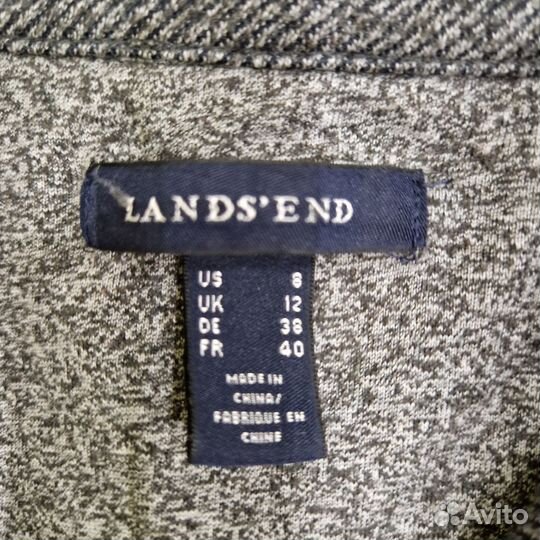 LANDS'END
US 8
UK 12
DE 38
FR 40
MADE IN
CHINA/
FABRIQUE EN
CHINE
Avito